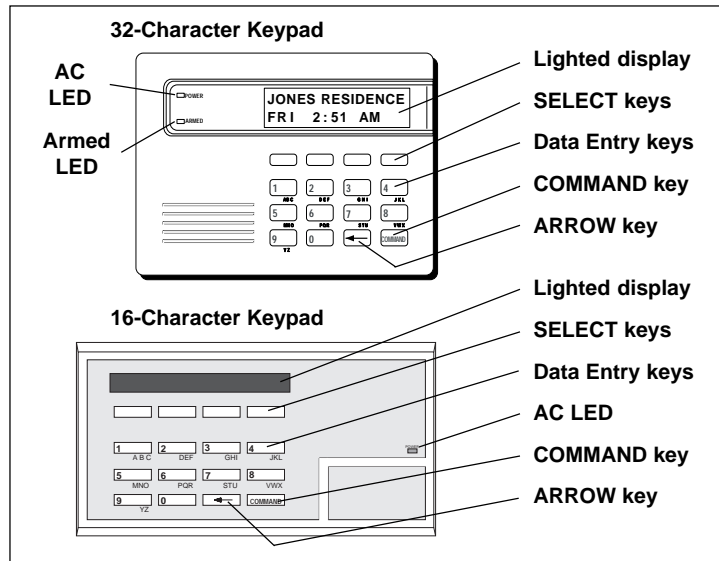 32-Character Keypad
AC
LED
POWER
Armed
LED
ARMED
JONES RESIDENCE
FRI 2:51 AM
Lighted display
SELECT keys
Data Entry keys
COMMAND key
ARROW key
1 2 3 4
ABC DEF GHI JKL
5 6 7 8
MNO PQR STU VWX
9 0 COMMAND
YZ
16-Character Keypad
Lighted display
SELECT keys
Data Entry keys
AC LED
COMMAND key
ARROW key
POWER
1 2 3 4
ABC DEF GHI JKL
5 6 7 8
MNO PQR STU VWX
9 0 COMMAND
YZ